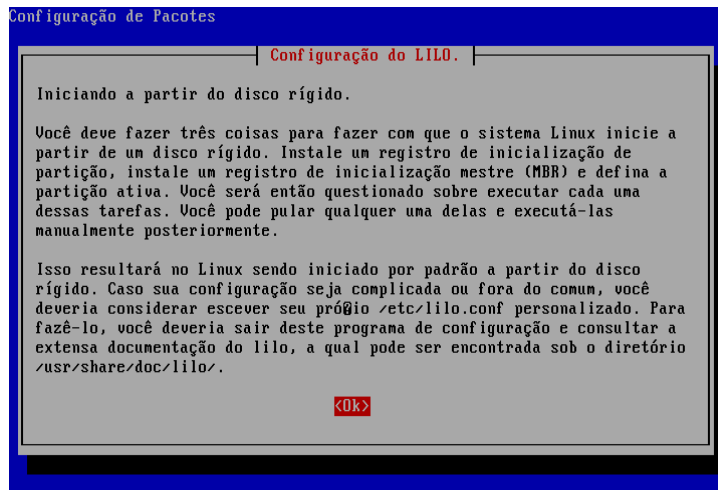 Configuração de Pacotes
Configuração do LILO.
Iniciando a partir do disco rígido.
Você deve fazer três coisas para fazer com que o sistema Linux inicie a
partir de um disco rígido. Instale um registro de inicialização de
partição, instale um registro de inicialização mestre (MBR) e defina a
partição ativa. Você será então questionado sobre executar cada uma
dessas tarefas. Você pode pular qualquer uma delas e executá-las
manualmente posteriormente.
Isso resultará no Linux sendo iniciado por padrão a partir do disco
rígido. Caso sua configuração seja complicada ou fora do comum, você
deveria considerar escever seu pró�io /etc/lilo.conf personalizado. Para
fazê-lo, você deveria sair deste programa de configuração e consultar a
extensa documentação do lilo, a qual pode ser encontrada sob o diretório
/usr/share/doc/lilo/.
<Ok>